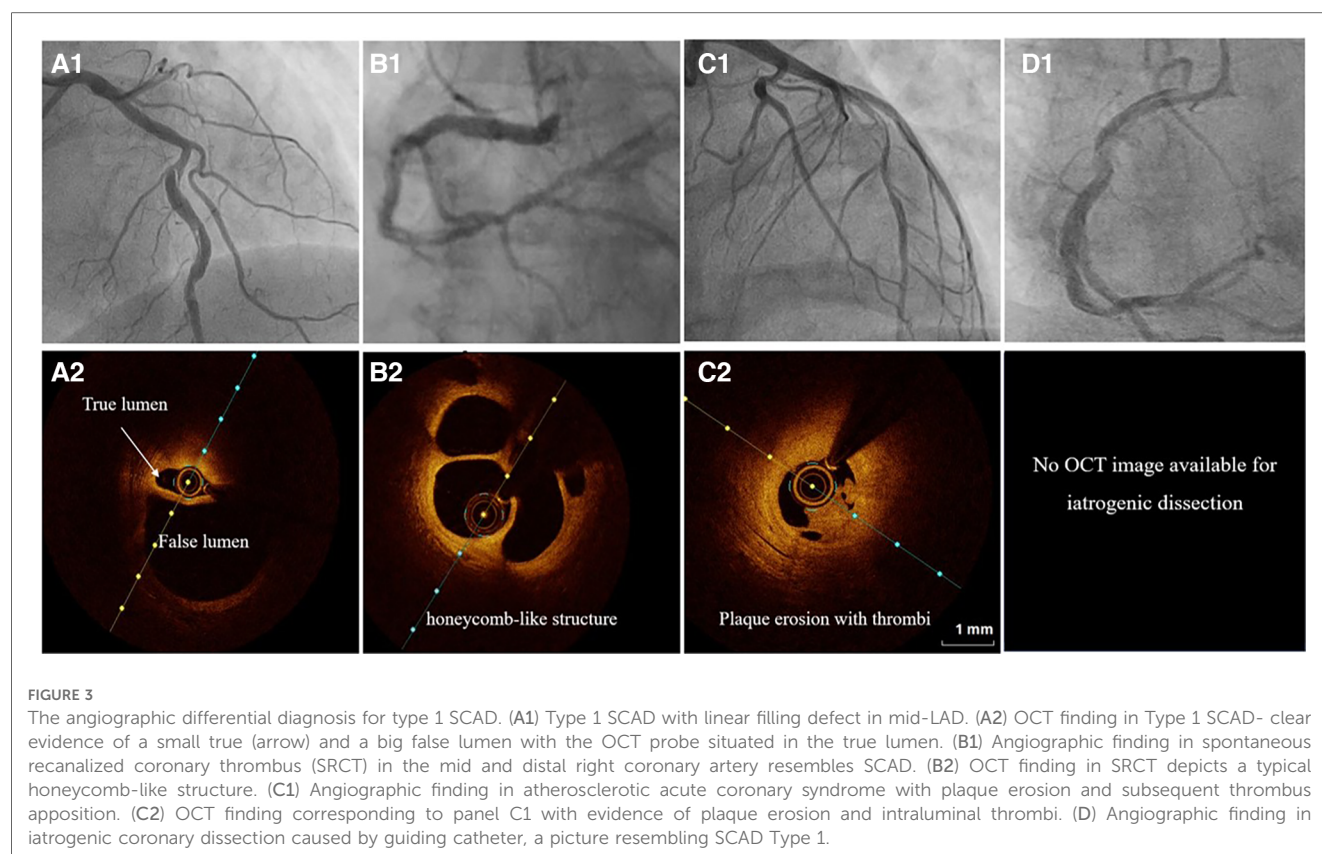 A1
B1
C1
D1
A2
True lumen
False lumen
B2
honeycomb-like structure
C2
Plaque erosion with thrombi
1 mm
No OCT image available for
iatrogenic dissection
FIGURE 3
The angiographic differential diagnosis for type 1 SCAD. (A1) Type 1 SCAD with linear filling defect in mid-LAD. (A2) OCT finding in Type 1 SCAD- clear
evidence of a small true (arrow) and a big false lumen with the OCT probe situated in the true lumen. (B1) Angiographic finding in spontaneous
recanalized coronary thrombus (SRCT) in the mid and distal right coronary artery resembles SCAD. (B2) OCT finding in SRCT depicts a typical
honeycomb-like structure. (C1) Angiographic finding in atherosclerotic acute coronary syndrome with plaque erosion and subsequent thrombus
apposition. (C2) OCT finding corresponding to panel C1 with evidence of plaque erosion and intraluminal thrombi. (D) Angiographic finding in
iatrogenic coronary dissection caused by guiding catheter, a picture resembling SCAD Type 1.